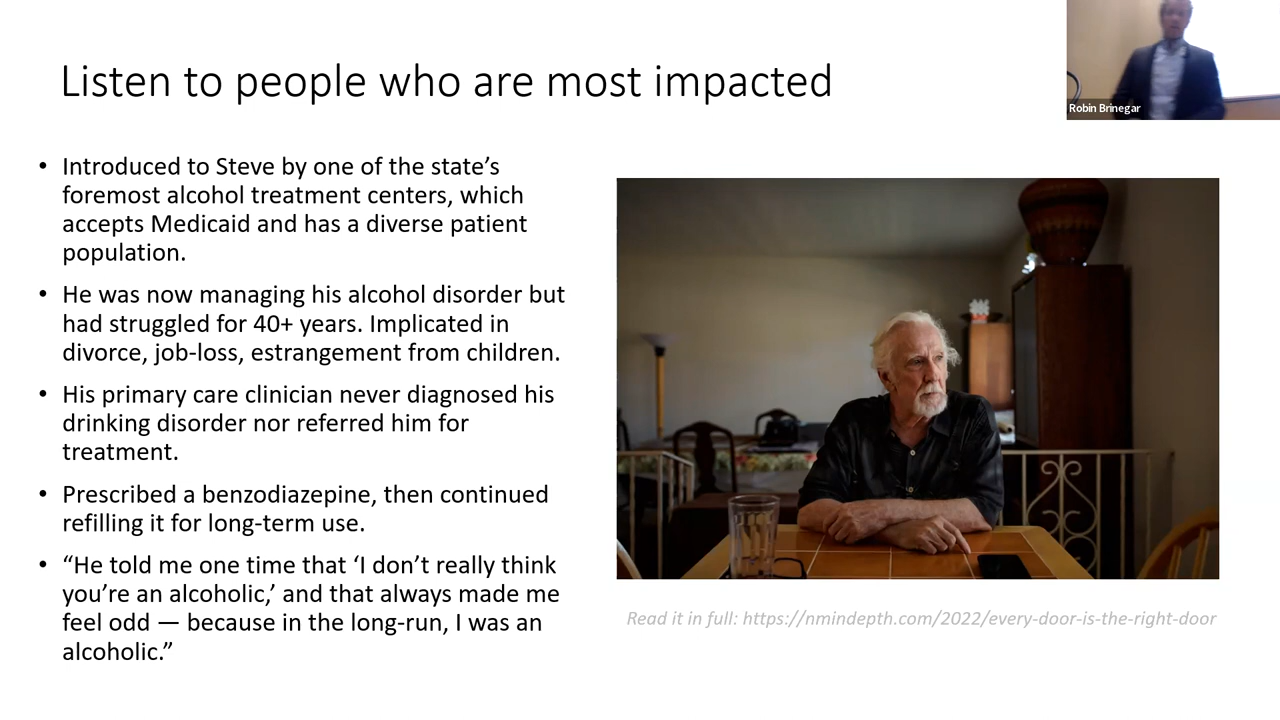 Listen to people who are most impacted
Robin Brinegar
• Introduced to Steve by one of the state’s
foremost alcohol treatment centers, which
accepts Medicaid and has a diverse patient
population.
• He was now managing his alcohol disorder but
had struggled for 40+ years. Implicated in
divorce, job-loss, estrangement from children.
• His primary care clinician never diagnosed his
drinking disorder nor referred him for
treatment.
• Prescribed a benzodiazepine, then continued
refilling it for long-term use.
• “He told me one time that ‘I don’t really think
you’re an alcoholic,’ and that always made me
feel odd — because in the long-run, I was an
alcoholic.”
Read it in full: https://nmindepth.com/2022/every-door-is-the-right-door